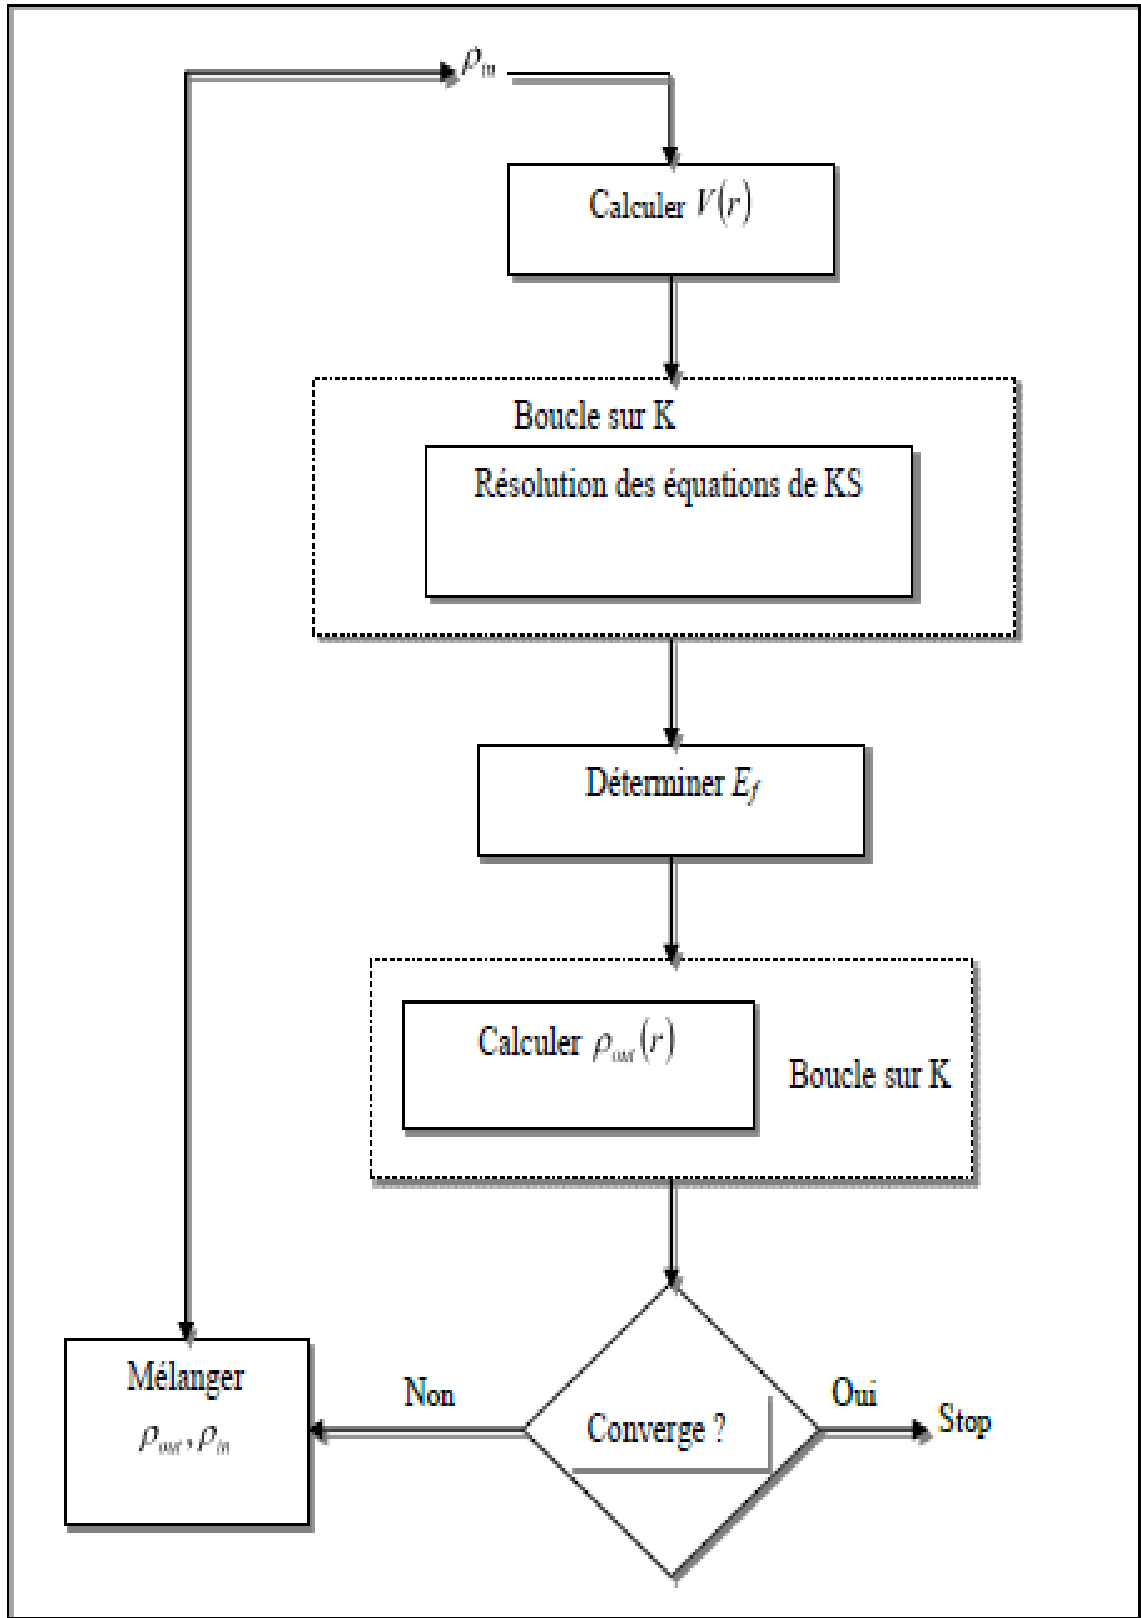 ρin
Calculer V(r)
Boucle sur K
Résolution des équations de KS
Déterminer Ef
Calculer ρout(r)
Boucle sur K
Mélanger
ρout, ρin
Non
Converge ?
Oui
Stop